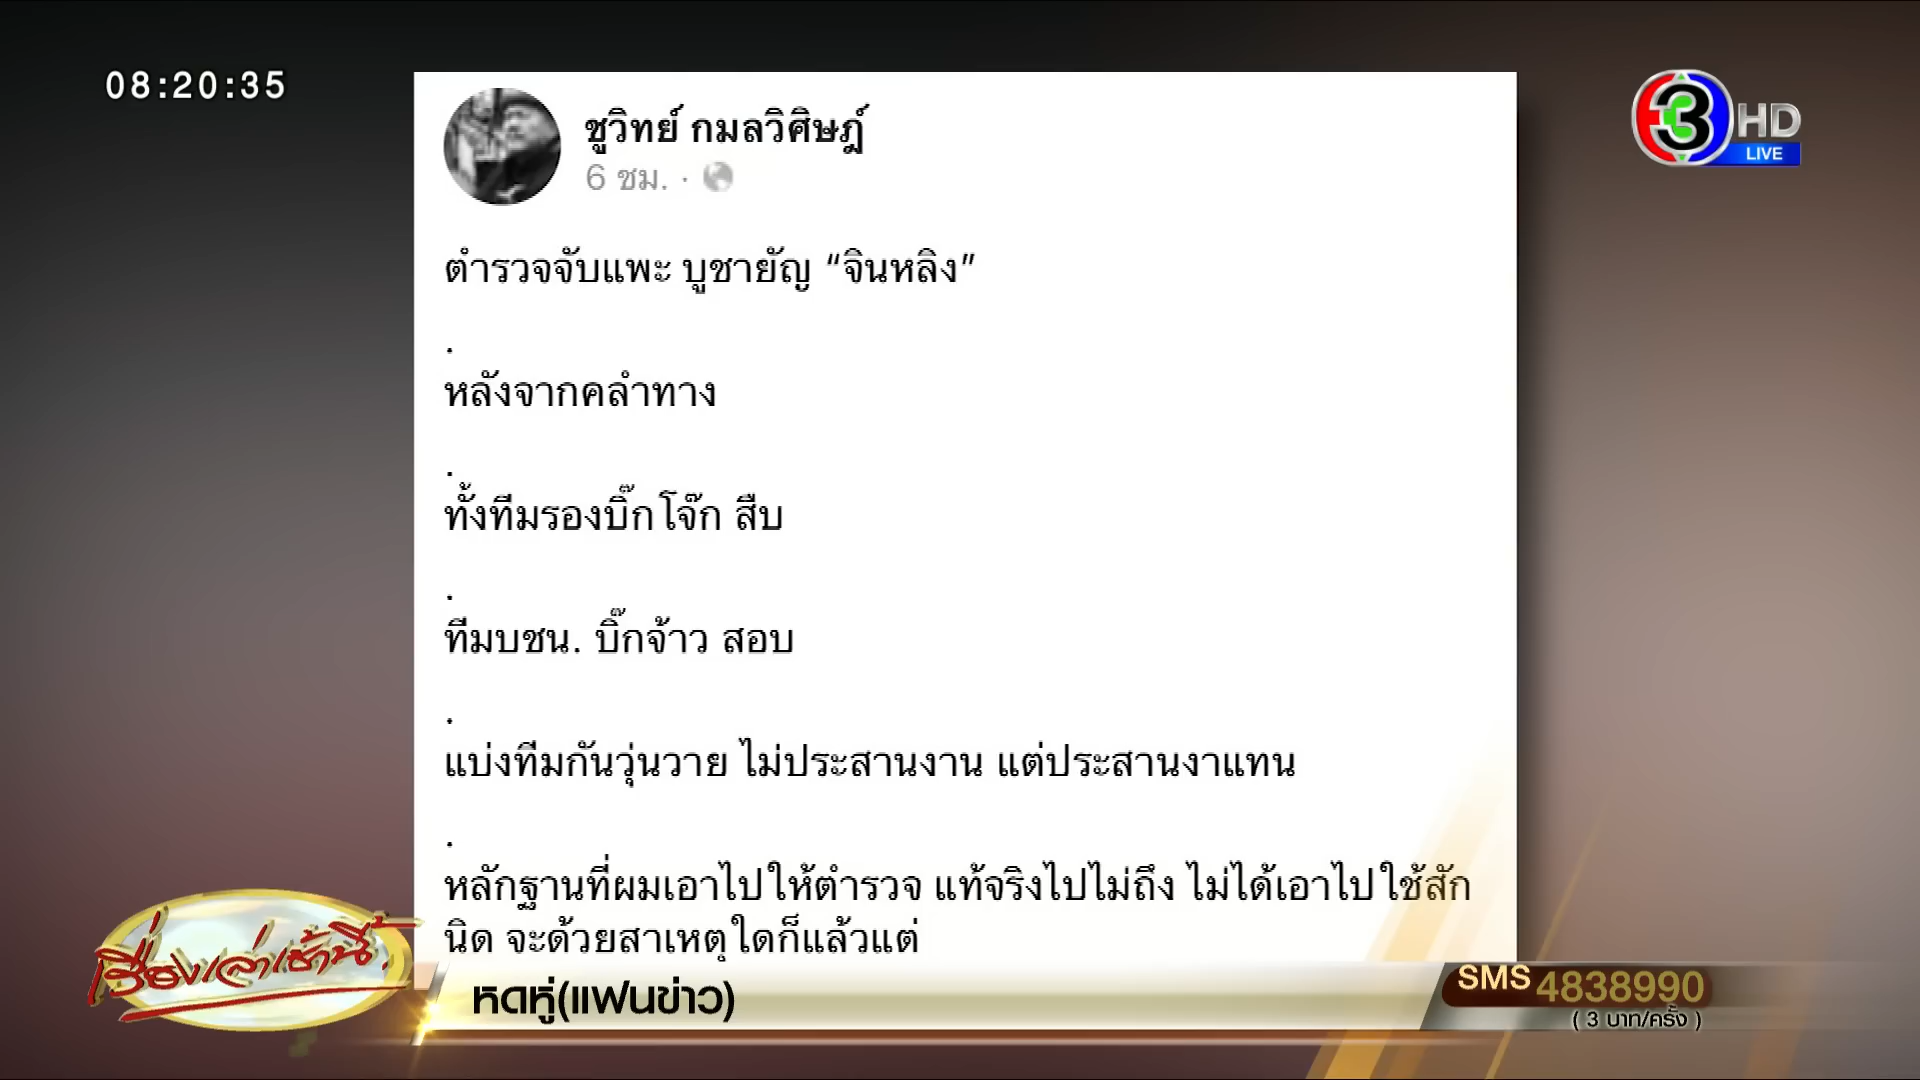 08:20:35
3 HD
LIVE
ชูวิทย์ กมลวิศิษฎ์
6 ชม. ·
ตำรวจจับแพะ บูชายัญ “จินหลิง”
.
หลังจากคลำทาง
.
ทั้งทีมรองบิ๊กโจ๊ก สืบ
.
ทีมบชน. บิ๊กจ้าว สอบ
.
แบ่งทีมกันวุ่นวาย ไม่ประสานงาน แต่ประสานงาแทน
.
หลักฐานที่ผมเอาไปให้ตำรวจ แท้จริงไปไม่ถึง ไม่ได้เอาไปใช้สัก
นิด จะด้วยสาเหตุใดก็แล้วแต่
เรื่องเล่าเช้านี้
หดหู่(แฟนข่าว)
SMS 4838990
( 3 บาท/ครั้ง )